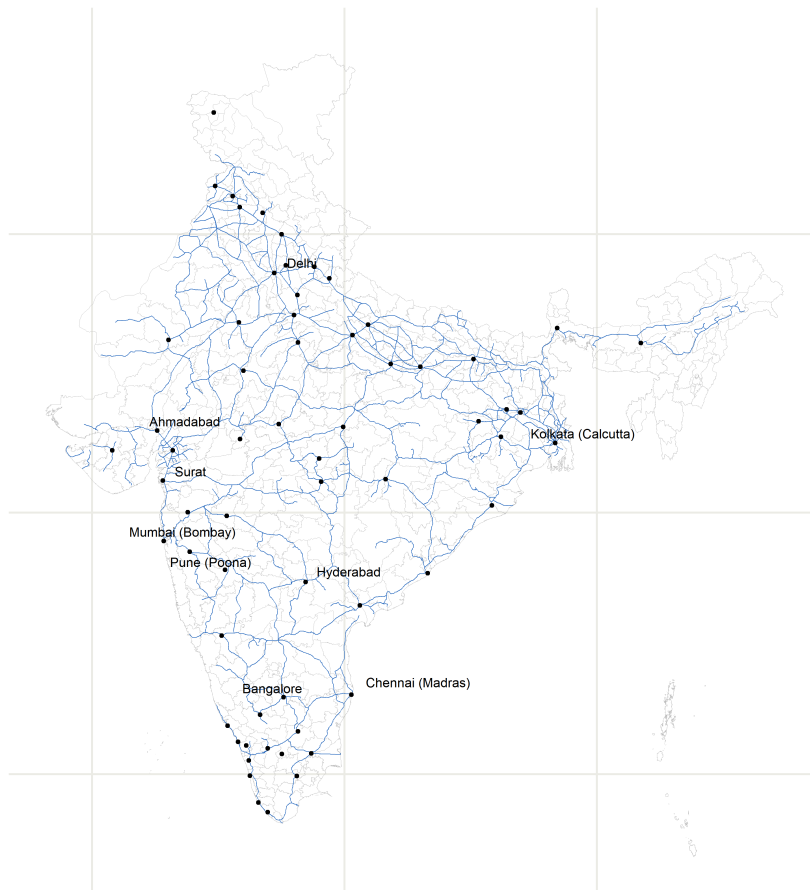 Delhi
Ahmadabad
Kolkata (Calcutta)
Surat
Mumbai (Bombay)
Pune (Poona)
Hyderabad
Chennai (Madras)
Bangalore